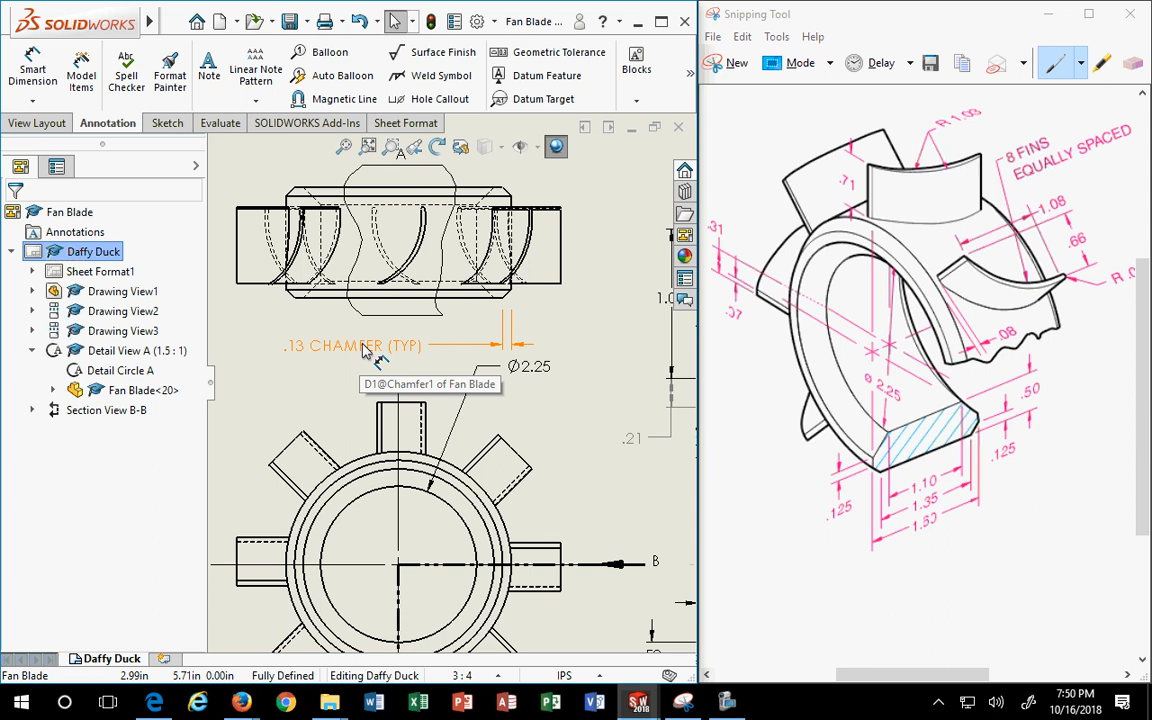 SOLIDWORKS
Fan Blade ...
Smart Dimension
Model Items
Spell Checker
Format Painter
Note
Linear Note Pattern
Balloon
Auto Balloon
Magnetic Line
Surface Finish
Weld Symbol
Hole Callout
Geometric Tolerance
Datum Feature
Datum Target
Blocks
View Layout
Annotation
Sketch
Evaluate
SOLIDWORKS Add-Ins
Sheet Format
Fan Blade
Annotations
Daffy Duck
Sheet Format1
Drawing View1
Drawing View2
Drawing View3
Detail View A (1.5 : 1)
Detail Circle A
Fan Blade<20>
Section View B-B
A
.13 CHAMFER (TYP)
D1@Chamfer1 of Fan Blade
Ø2.25
.21
B
Daffy Duck
Fan Blade
2.99in
5.71in
0.00in
Fully Defined
Editing Daffy Duck
3 : 4
IPS
Snipping Tool
File
Edit
Tools
Help
New
Mode
Delay
8 FINS
EQUALLY SPACED
.71
1.08
.66
.31
.07
.08
Ø 2.25
.50
.125
1.10
1.35
1.50
.125
7:50 PM
10/16/2018